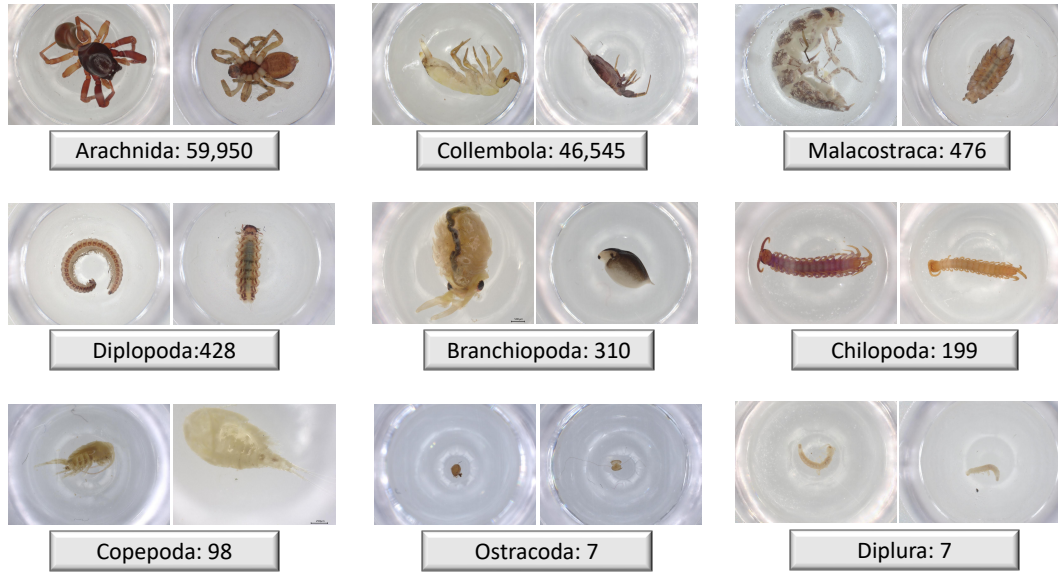 Arachnida: 59,950
Collembola: 46,545
Malacostraca: 476
Diplopoda:428
Branchiopoda: 310
Chilopoda: 199
Copepoda: 98
Ostracoda: 7
Diplura: 7